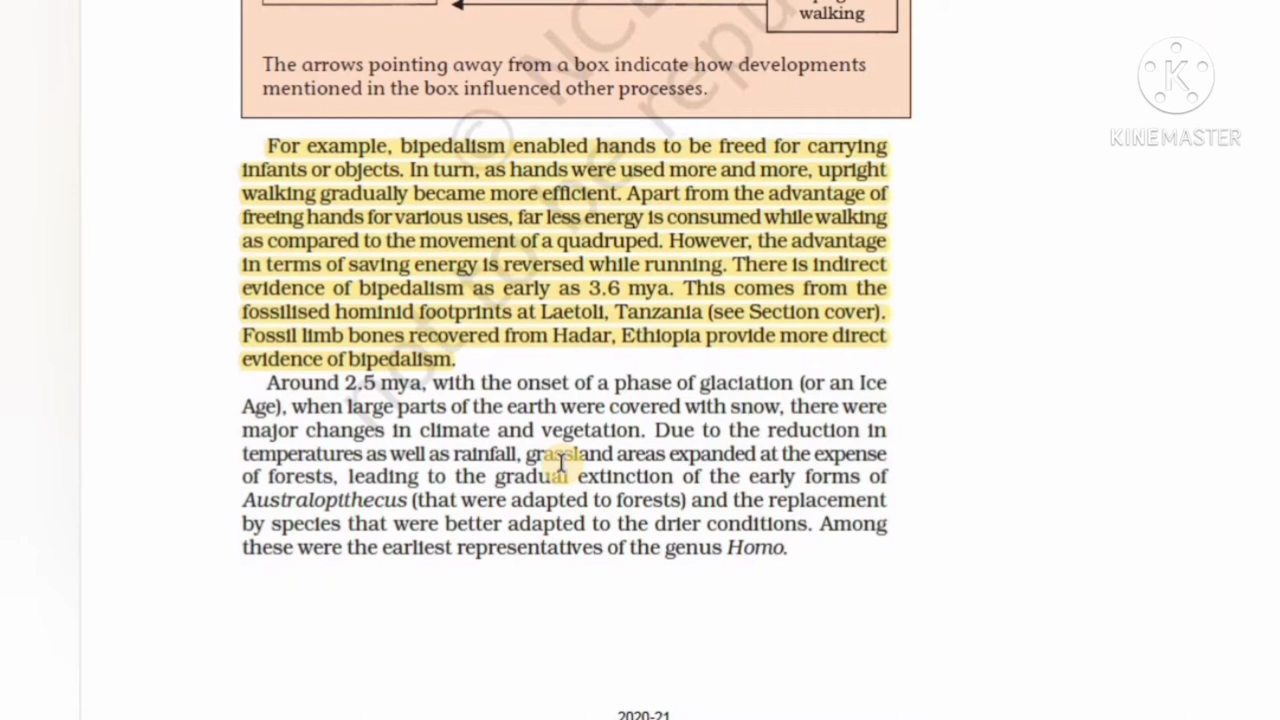 walking
The arrows pointing away from a box indicate how developments
mentioned in the box influenced other processes.
K
KINEMASTER
For example, bipedalism enabled hands to be freed for carrying
infants or objects. In turn, as hands were used more and more, upright
walking gradually became more efficient. Apart from the advantage of
freeing hands for various uses, far less energy is consumed while walking
as compared to the movement of a quadruped. However, the advantage
in terms of saving energy is reversed while running. There is indirect
evidence of bipedalism as early as 3.6 mya. This comes from the
fossilised hominid footprints at Laetoli, Tanzania (see Section cover).
Fossil limb bones recovered from Hadar, Ethiopia provide more direct
evidence of bipedalism.
Around 2.5 mya, with the onset of a phase of glaciation (or an Ice
Age), when large parts of the earth were covered with snow, there were
major changes in climate and vegetation. Due to the reduction in
temperatures as well as rainfall, grassland areas expanded at the expense
of forests, leading to the gradual extinction of the early forms of
Australopithecus (that were adapted to forests) and the replacement
by species that were better adapted to the drier conditions. Among
these were the earliest representatives of the genus Homo.
2020-21
not to be repu